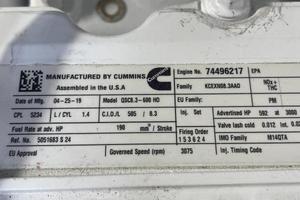 MANUFACTURED BY CUMMINS
Assembled in the U.S.A
Engine No. 74496217 EPA
Family: KCEXN08.3AAD NOx+
THC
EU Family: PM
Date of Mfg. 04-25-19 Model QSC8.3-600 HO
CPL 5234 L / CYL. 1.4 C.I.D./L 505 / 8.3
Inj. Set Advertised HP 592 at 3000
Valve lash cold 0.012 Int 0.02
Fuel Rate at adv. HP 190 mm³ / Stroke
Firing Order 153624 Family M14QTA
Ref. No. 5051683 S 24
EU Approval Governed Speed (rpm) 3075 Inj. Timing Code